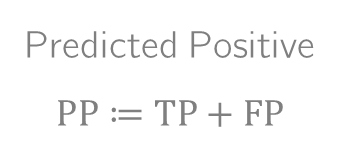 Predicted Positive
PP ≔ TP + FP